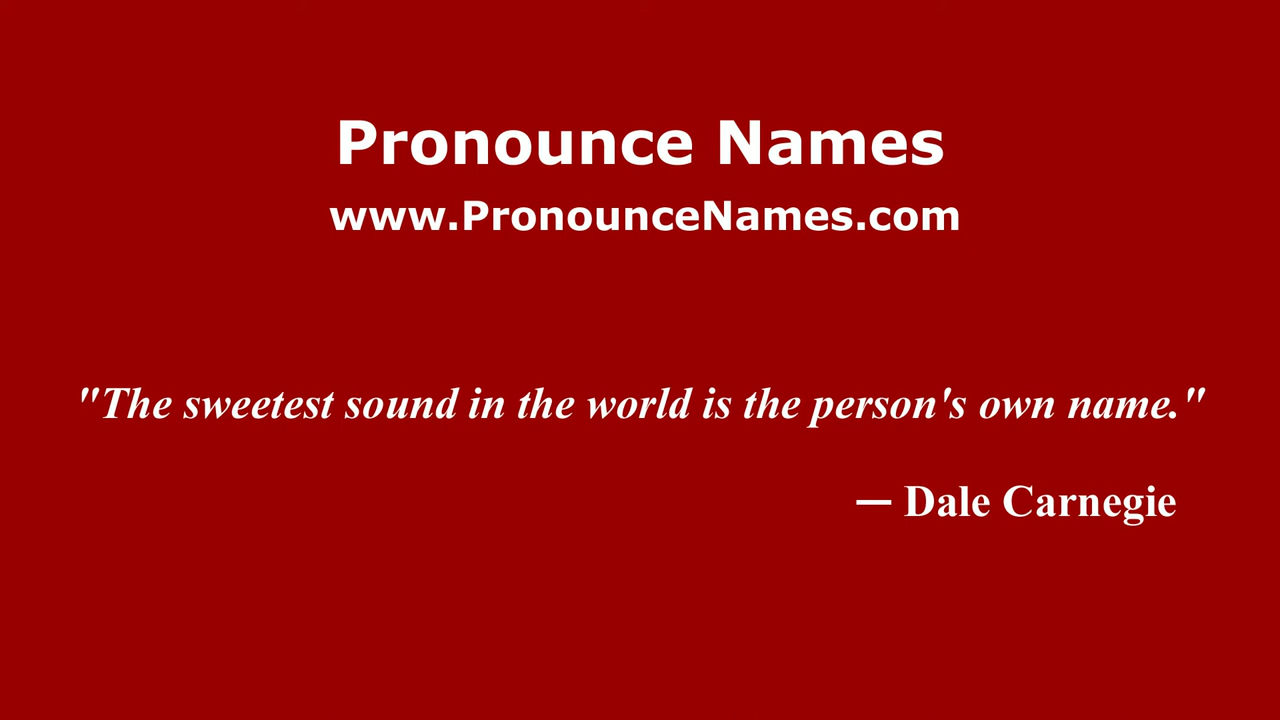 Pronounce Names
www.PronounceNames.com
"The sweetest sound in the world is the person's own name."
— Dale Carnegie